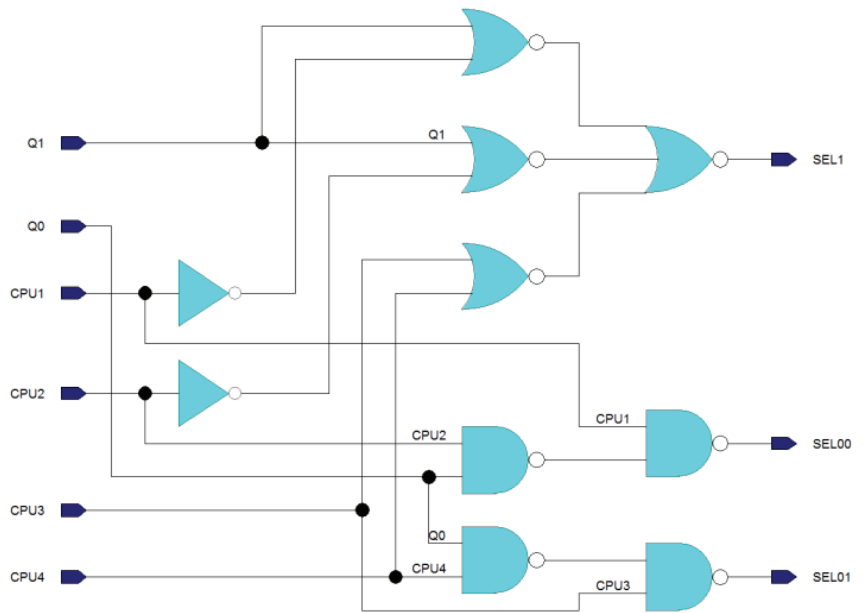 Q1
Q1
SEL1
Q0
CPU1
CPU2
CPU1
CPU2
SEL00
CPU3
Q0
CPU4
CPU4
CPU3
SEL01